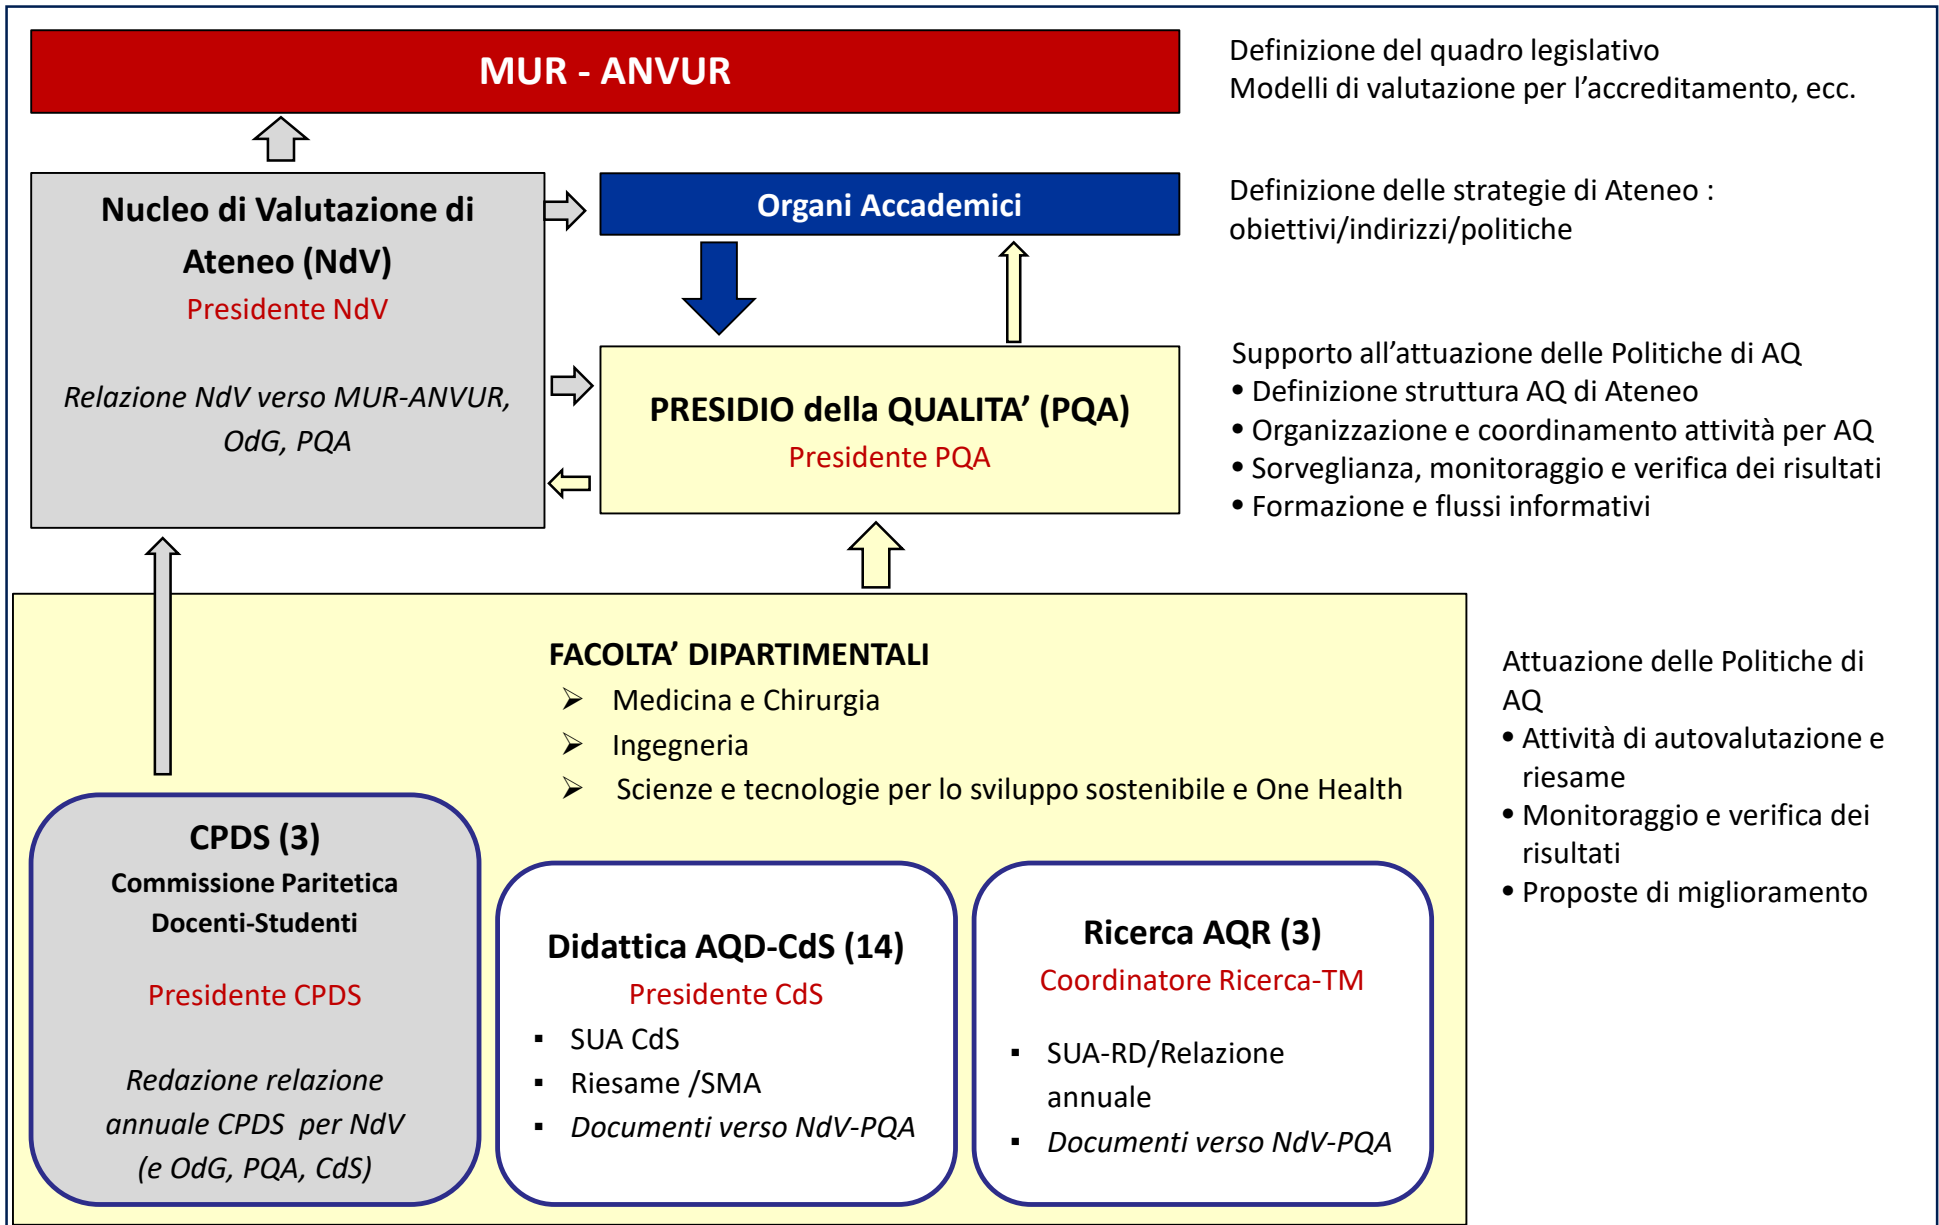 MUR - ANVUR
Definizione del quadro legislativo
Modelli di valutazione per l’accreditamento, ecc.
Nucleo di Valutazione di
Ateneo (NdV)
Presidente NdV
Relazione NdV verso MUR-ANVUR,
OdG, PQA
Organi Accademici
Definizione delle strategie di Ateneo :
obiettivi/indirizzi/politiche
PRESIDIO della QUALITA’ (PQA)
Presidente PQA
Supporto all’attuazione delle Politiche di AQ
• Definizione struttura AQ di Ateneo
• Organizzazione e coordinamento attività per AQ
• Sorveglianza, monitoraggio e verifica dei risultati
• Formazione e flussi informativi
FACOLTA’ DIPARTIMENTALI
➢ Medicina e Chirurgia
➢ Ingegneria
➢ Scienze e tecnologie per lo sviluppo sostenibile e One Health
Attuazione delle Politiche di
AQ
• Attività di autovalutazione e
riesame
• Monitoraggio e verifica dei
risultati
• Proposte di miglioramento
CPDS (3)
Commissione Paritetica
Docenti-Studenti
Presidente CPDS
Redazione relazione
annuale CPDS per NdV
(e OdG, PQA, CdS)
Didattica AQD-CdS (14)
Presidente CdS
▪ SUA CdS
▪ Riesame /SMA
▪ Documenti verso NdV-PQA
Ricerca AQR (3)
Coordinatore Ricerca-TM
▪ SUA-RD/Relazione
annuale
▪ Documenti verso NdV-PQA